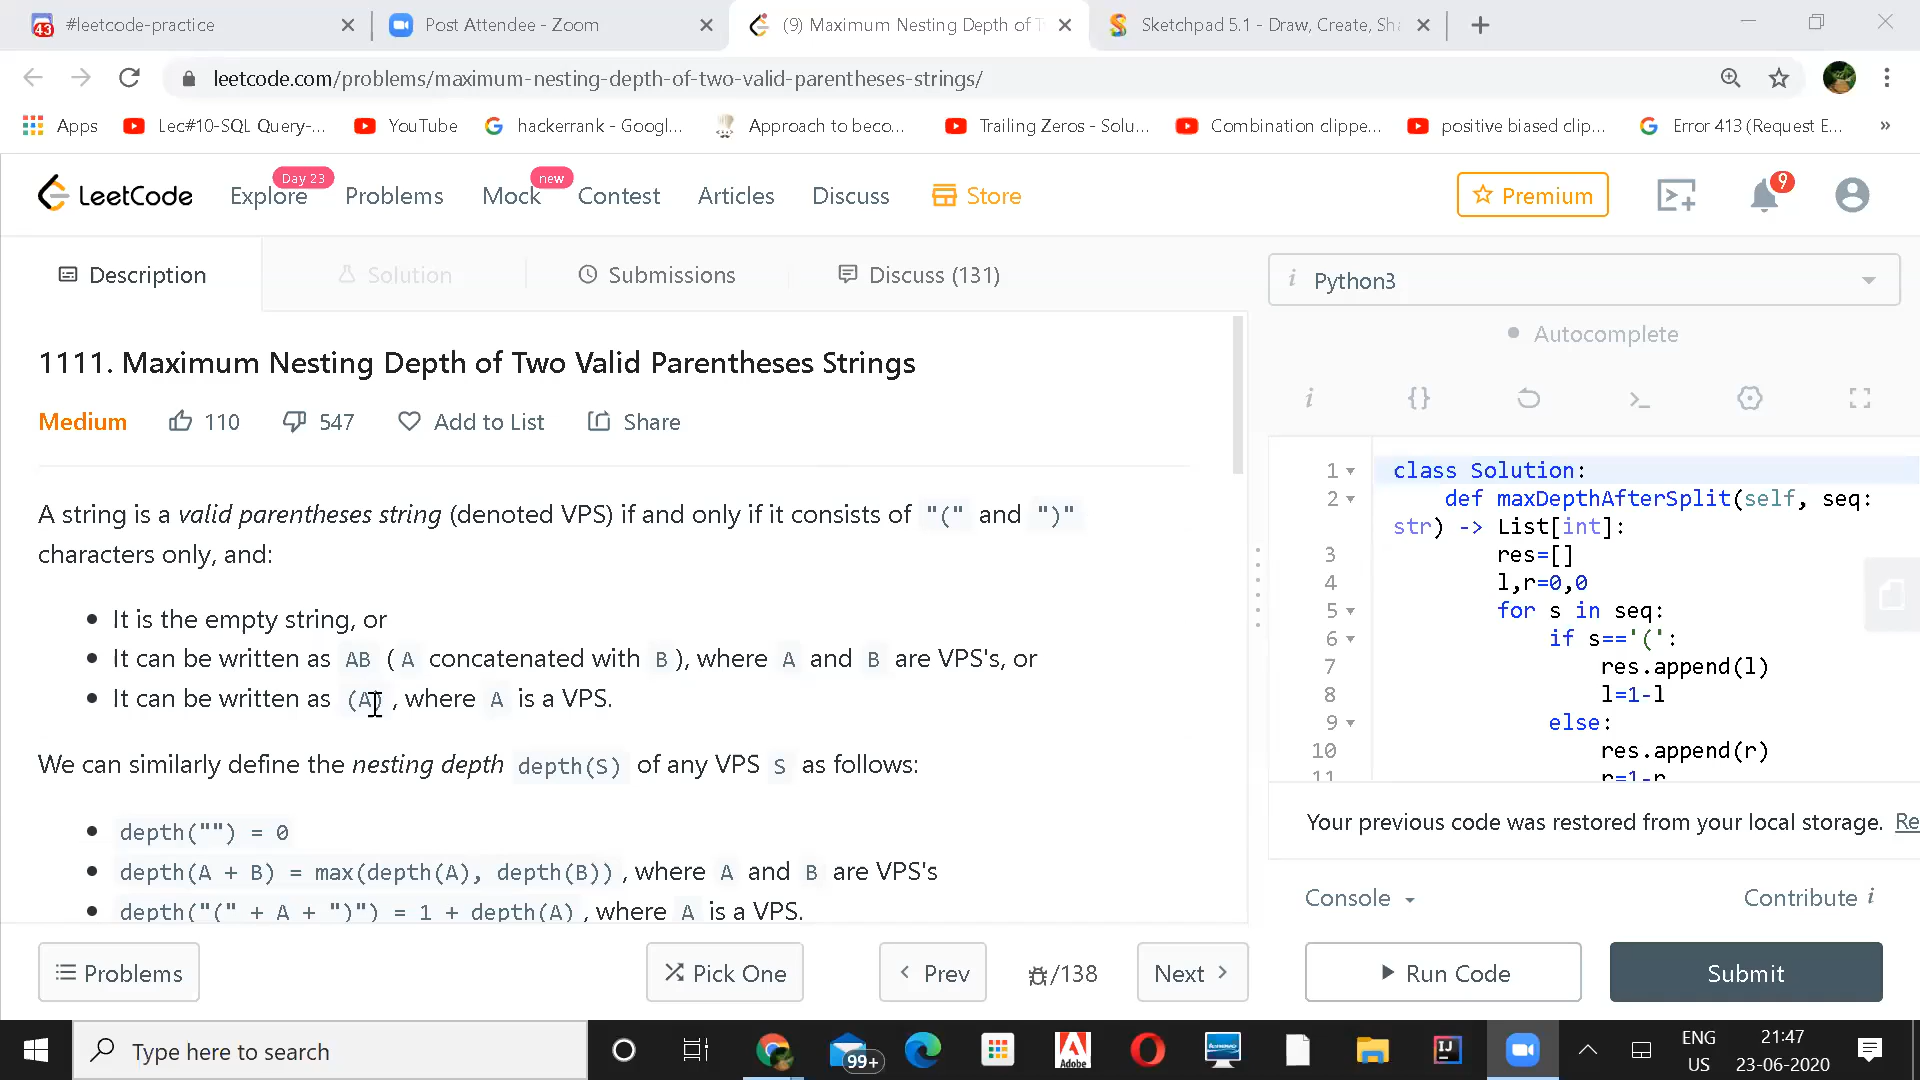 43 #leetcode-practice
Post Attendee - Zoom
(9) Maximum Nesting Depth of T
Sketchpad 5.1 - Draw, Create, Sha
leetcode.com/problems/maximum-nesting-depth-of-two-valid-parentheses-strings/
Apps
Lec#10-SQL Query-...
YouTube
hackerrank - Googl...
Approach to beco...
Trailing Zeros - Solu...
Combination clippe...
positive biased clip...
Error 413 (Request E...
»
LeetCode
Explore
Day 23
Problems
Mock
new
Contest
Articles
Discuss
Store
Premium
9
Description
Solution
Submissions
Discuss (131)
1111. Maximum Nesting Depth of Two Valid Parentheses Strings
Medium 110 547 Add to List Share
A string is a valid parentheses string (denoted VPS) if and only if it consists of "(" and ")"
characters only, and:
• It is the empty string, or
• It can be written as AB (A concatenated with B), where A and B are VPS's, or
• It can be written as (A), where A is a VPS.
We can similarly define the nesting depth depth(S) of any VPS S as follows:
• depth("") = 0
• depth(A + B) = max(depth(A), depth(B)), where A and B are VPS's
• depth("(" + A + ")") = 1 + depth(A), where A is a VPS.
Problems
Pick One
Prev
/138
Next
i Python3
Autocomplete
i {}
1 class Solution:
2 def maxDepthAfterSplit(self, seq:
str) -> List[int]:
3 res=[]
4 l,r=0,0
5 for s in seq:
6 if s=='(':
7 res.append(l)
8 l=1-l
9 else:
10 res.append(r)
11 r=1-r
Your previous code was restored from your local storage. Re
Console
Contribute i
Run Code
Submit
Type here to search
99+
Adobe
lenovo
IJ
ENG
US
21:47
23-06-2020